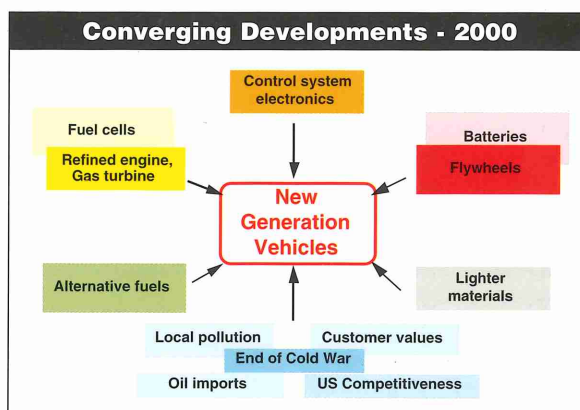 Converging Developments - 2000
Control system
electronics
Fuel cells
Refined engine,
Gas turbine
Batteries
Flywheels
New
Generation
Vehicles
Alternative fuels
Lighter
materials
Local pollution
Customer values
End of Cold War
Oil imports
US Competitiveness